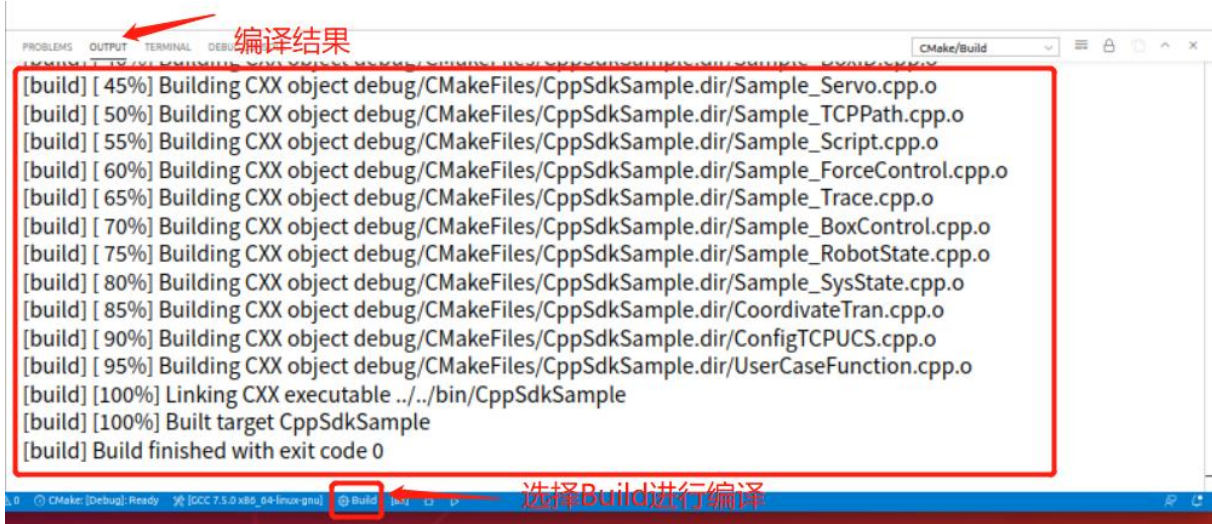 编译结果
PROBLEMS OUTPUT TERMINAL CMake/Build
[build] [ 45%] Building CXX object debug/CMakeFiles/CppSdkSample.dir/Sample_Servo.cpp.o
[build] [ 50%] Building CXX object debug/CMakeFiles/CppSdkSample.dir/Sample_TCPPath.cpp.o
[build] [ 55%] Building CXX object debug/CMakeFiles/CppSdkSample.dir/Sample_Script.cpp.o
[build] [ 60%] Building CXX object debug/CMakeFiles/CppSdkSample.dir/Sample_ForceControl.cpp.o
[build] [ 65%] Building CXX object debug/CMakeFiles/CppSdkSample.dir/Sample_Trace.cpp.o
[build] [ 70%] Building CXX object debug/CMakeFiles/CppSdkSample.dir/Sample_BoxControl.cpp.o
[build] [ 75%] Building CXX object debug/CMakeFiles/CppSdkSample.dir/Sample_RobotState.cpp.o
[build] [ 80%] Building CXX object debug/CMakeFiles/CppSdkSample.dir/Sample_SysState.cpp.o
[build] [ 85%] Building CXX object debug/CMakeFiles/CppSdkSample.dir/CoordivateTran.cpp.o
[build] [ 90%] Building CXX object debug/CMakeFiles/CppSdkSample.dir/ConfigTCPUCS.cpp.o
[build] [ 95%] Building CXX object debug/CMakeFiles/CppSdkSample.dir/UserCaseFunction.cpp.o
[build] [100%] Linking CXX executable ../../bin/CppSdkSample
[build] [100%] Built target CppSdkSample
[build] Build finished with exit code 0
0 CMake: [Debug]: Ready [GCC 7.5.0 x86_64-linux-gnu] Build 选择Build进行编译